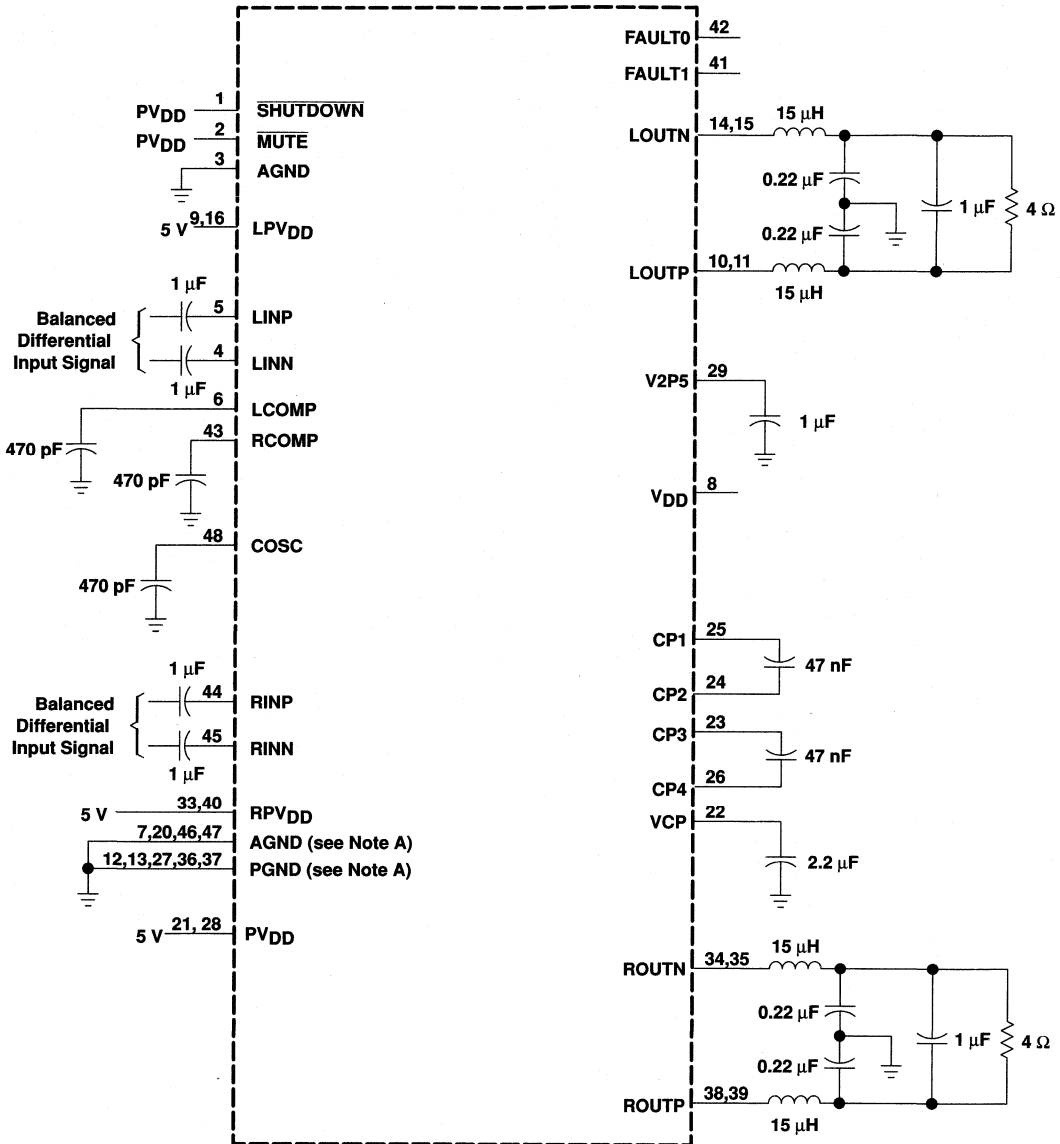 FAULT0 42
FAULT1 41
PVDD 1 SHUTDOWN
PVDD 2 MUTE
3 AGND
5 V 9,16 LPVDD
LOUTN 14,15 15 μH
0.22 μF
0.22 μF
1 μF 4 Ω
LOUTP 10,11
15 μH
1 μF
5 LINP
Balanced
Differential
Input Signal
4 LINN
1 μF
6 LCOMP
470 pF
43 RCOMP
470 pF
V2P5 29
1 μF
VDD 8
48 COSC
470 pF
CP1 25
47 nF
CP2 24
CP3 23
47 nF
CP4 26
VCP 22
2.2 μF
1 μF
44 RINP
Balanced
Differential
Input Signal
45 RINN
1 μF
5 V 33,40 RPVDD
7,20,46,47 AGND (see Note A)
12,13,27,36,37 PGND (see Note A)
5 V 21, 28 PVDD
ROUTN 34,35 15 μH
0.22 μF
0.22 μF
1 μF 4 Ω
ROUTP 38,39
15 μH